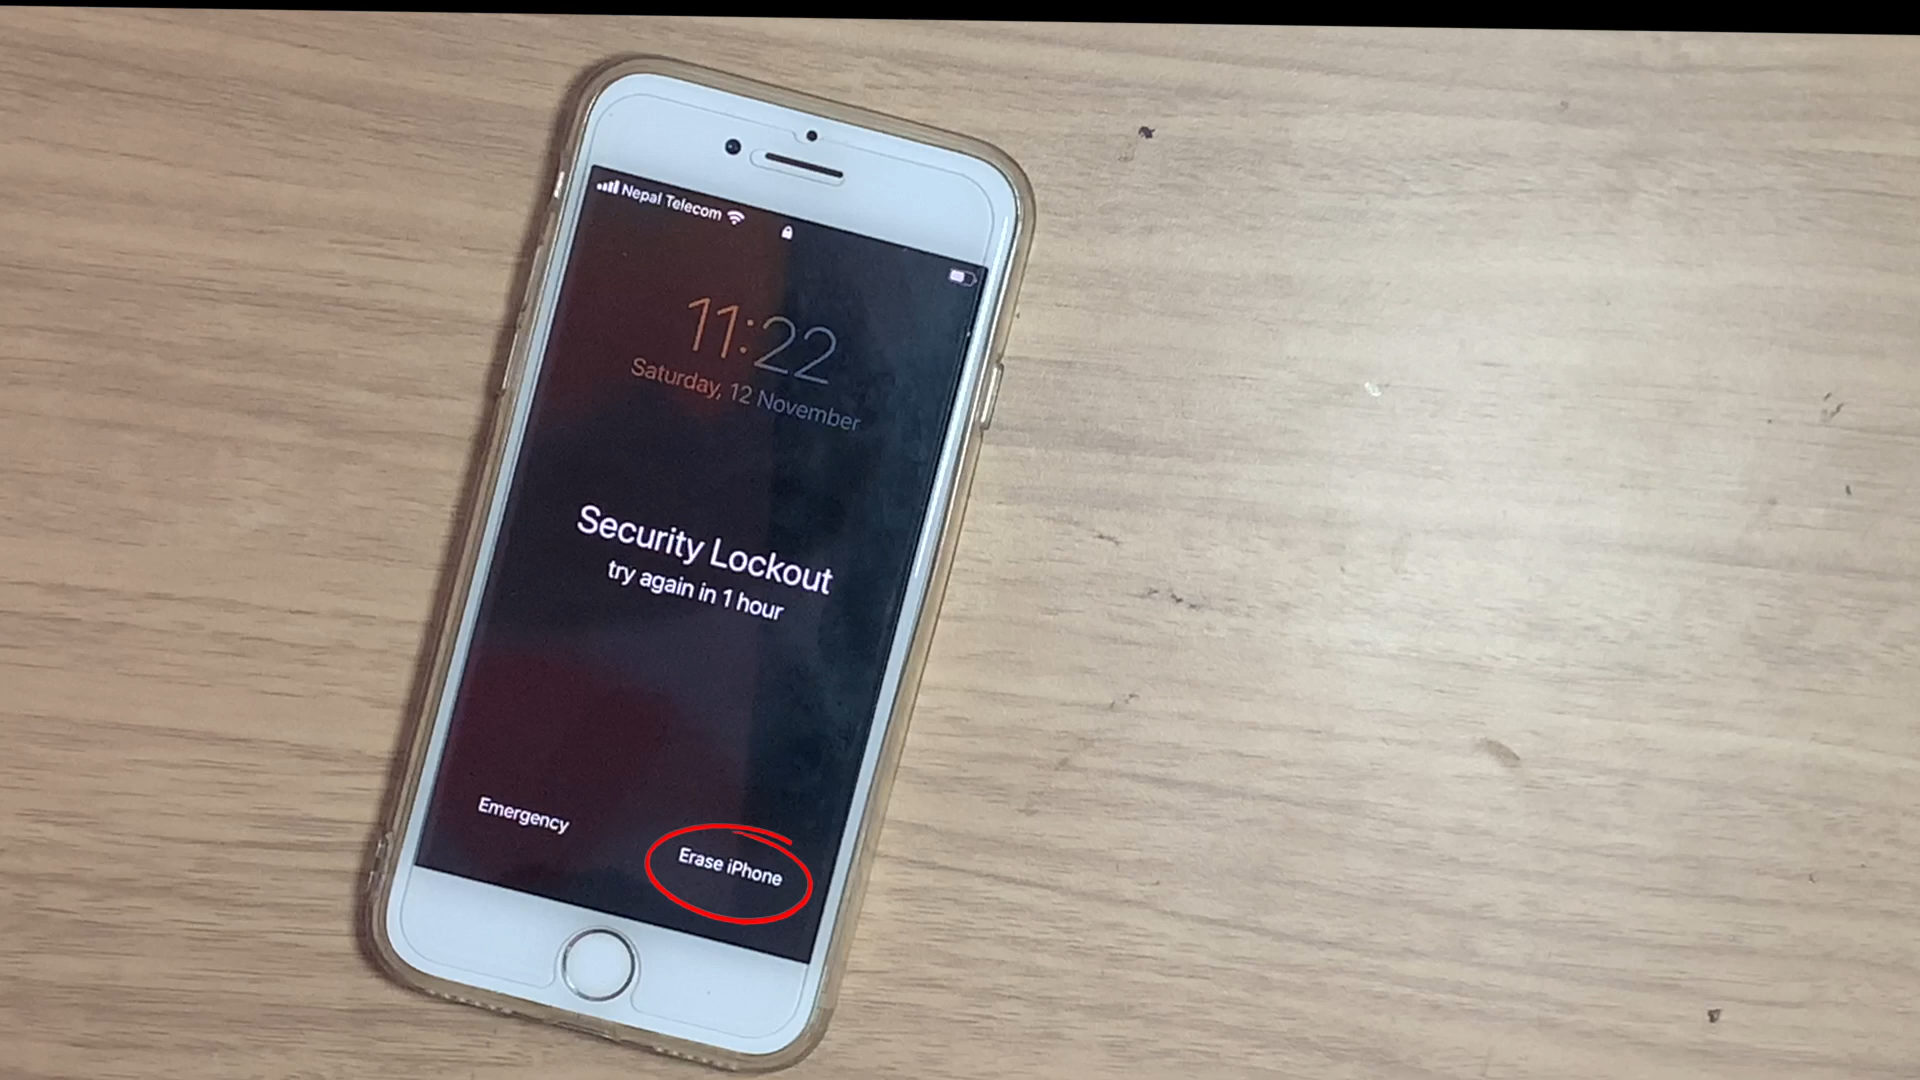 Nepal Telecom
11:22
Saturday, 12 November
Security Lockout
try again in 1 hour
Emergency
Erase iPhone